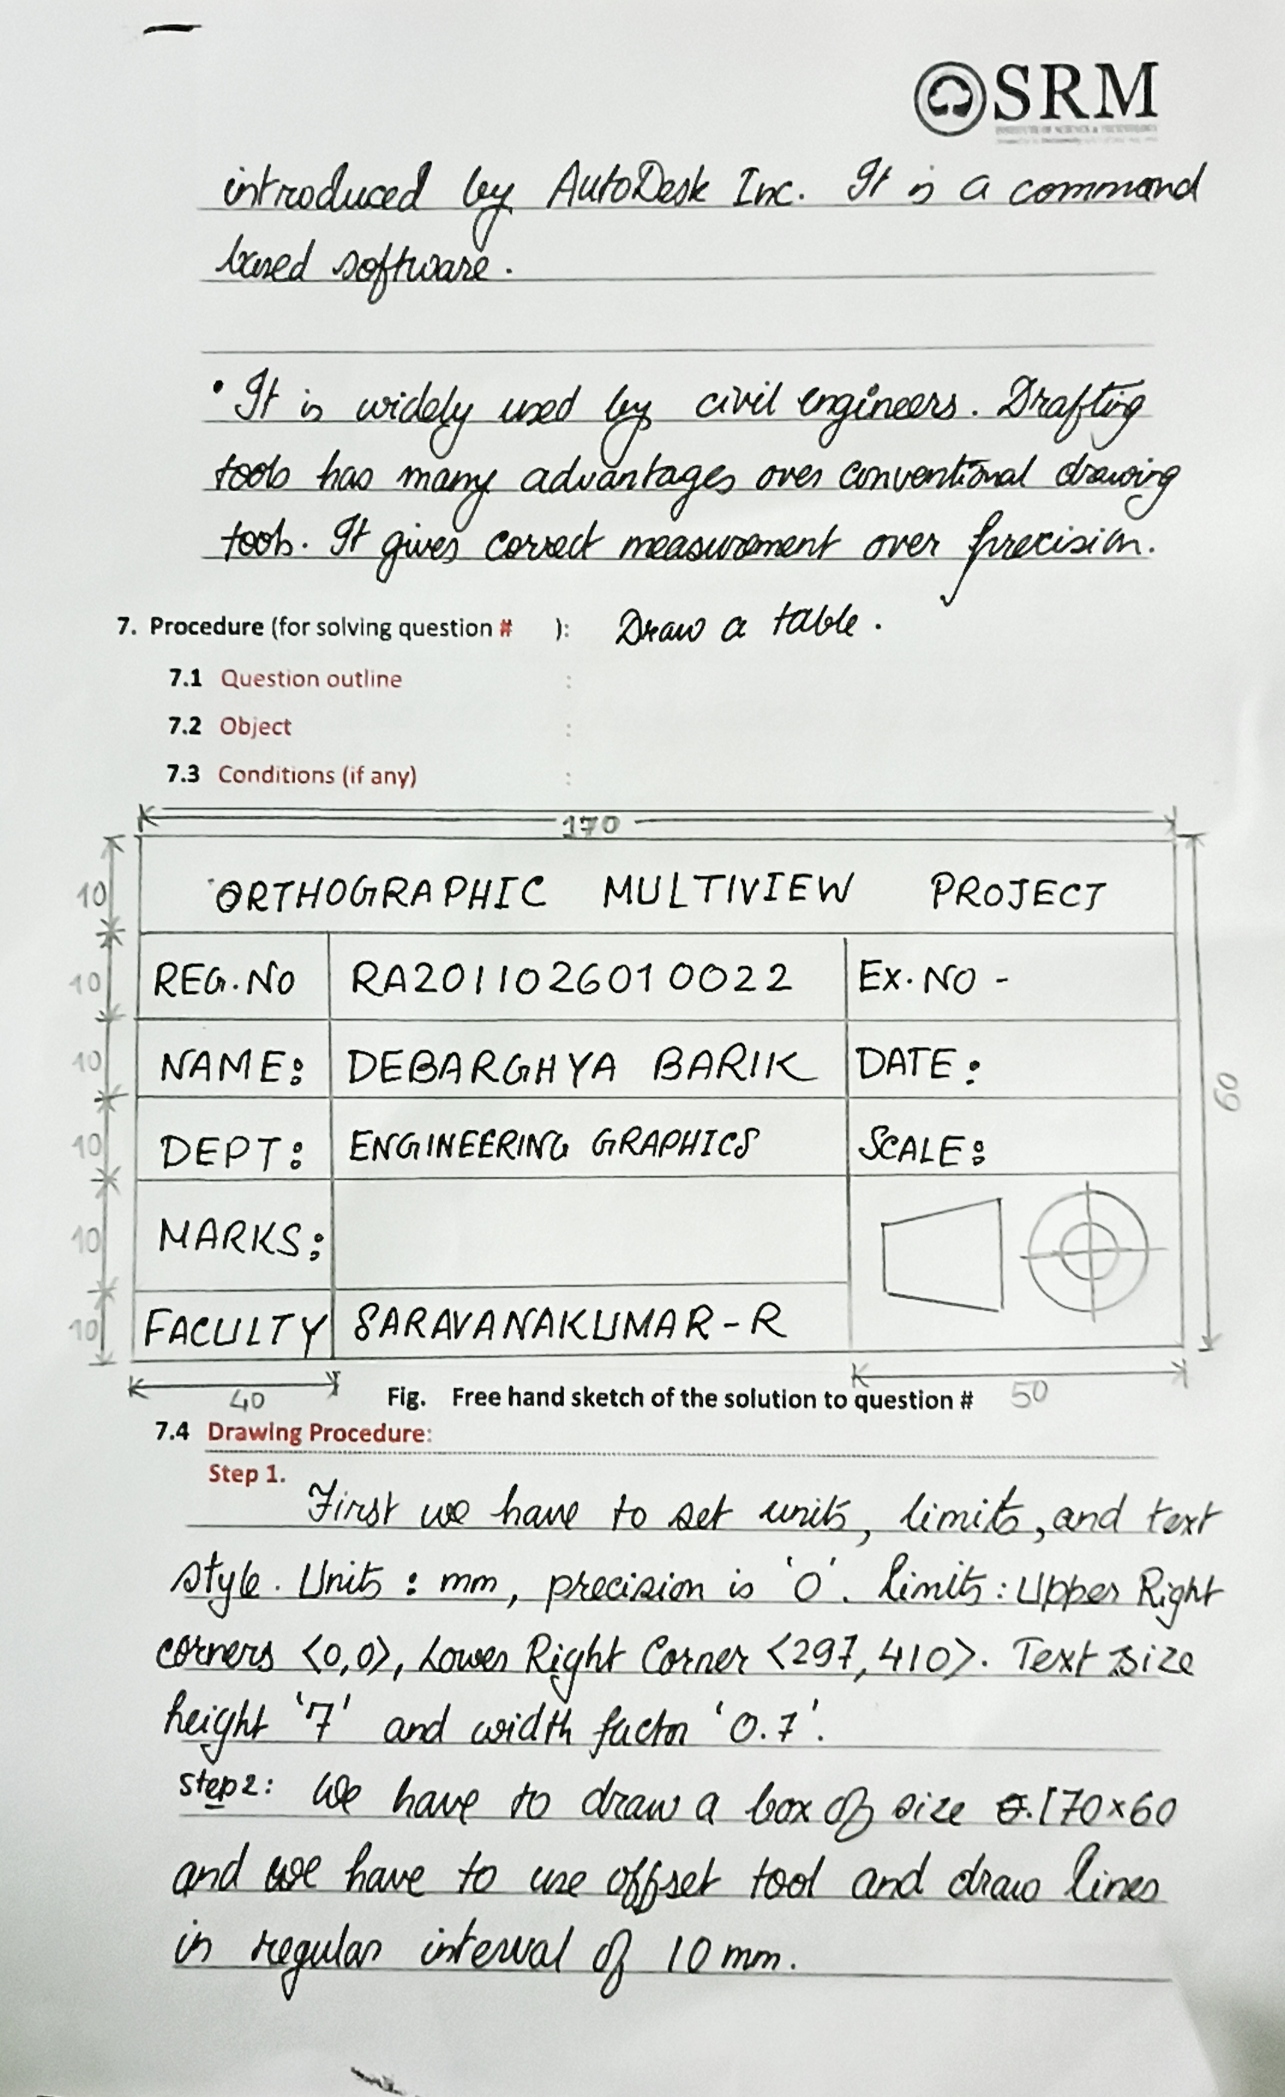 SRM
INSTITUTE OF SCIENCE & TECHNOLOGY
introduced by AutoDesk Inc. It is a command
based software.
• It is widely used by civil engineers. Drafting
tools has many advantages over conventional drawing
tools. It gives correct measurement over precision.
7. Procedure (for solving question # ): Draw a table.
7.1 Question outline :
7.2 Object :
7.3 Conditions (if any) :
170
10 ORTHOGRAPHIC MULTIVIEW PROJECT
10 REG.NO RA2011026010022 Ex.NO -
10 NAME: DEBARGHYA BARIK DATE:
60
10 DEPT: ENGINEERING GRAPHICS SCALE:
10 MARKS:
10 FACULTY SARAVANAKUMAR-R
40 Fig. Free hand sketch of the solution to question # 50
7.4 Drawing Procedure:
Step 1.
First we have to set units, limits, and text
style. Units: mm, precision is '0'. Limits: Upper Right
corners <0,0>, Lower Right Corner <297,410>. Text size
height '7' and width factor '0.7'.
step2: We have to draw a box of size 170x60
and we have to use offset tool and draw lines
in regular interval of 10 mm.